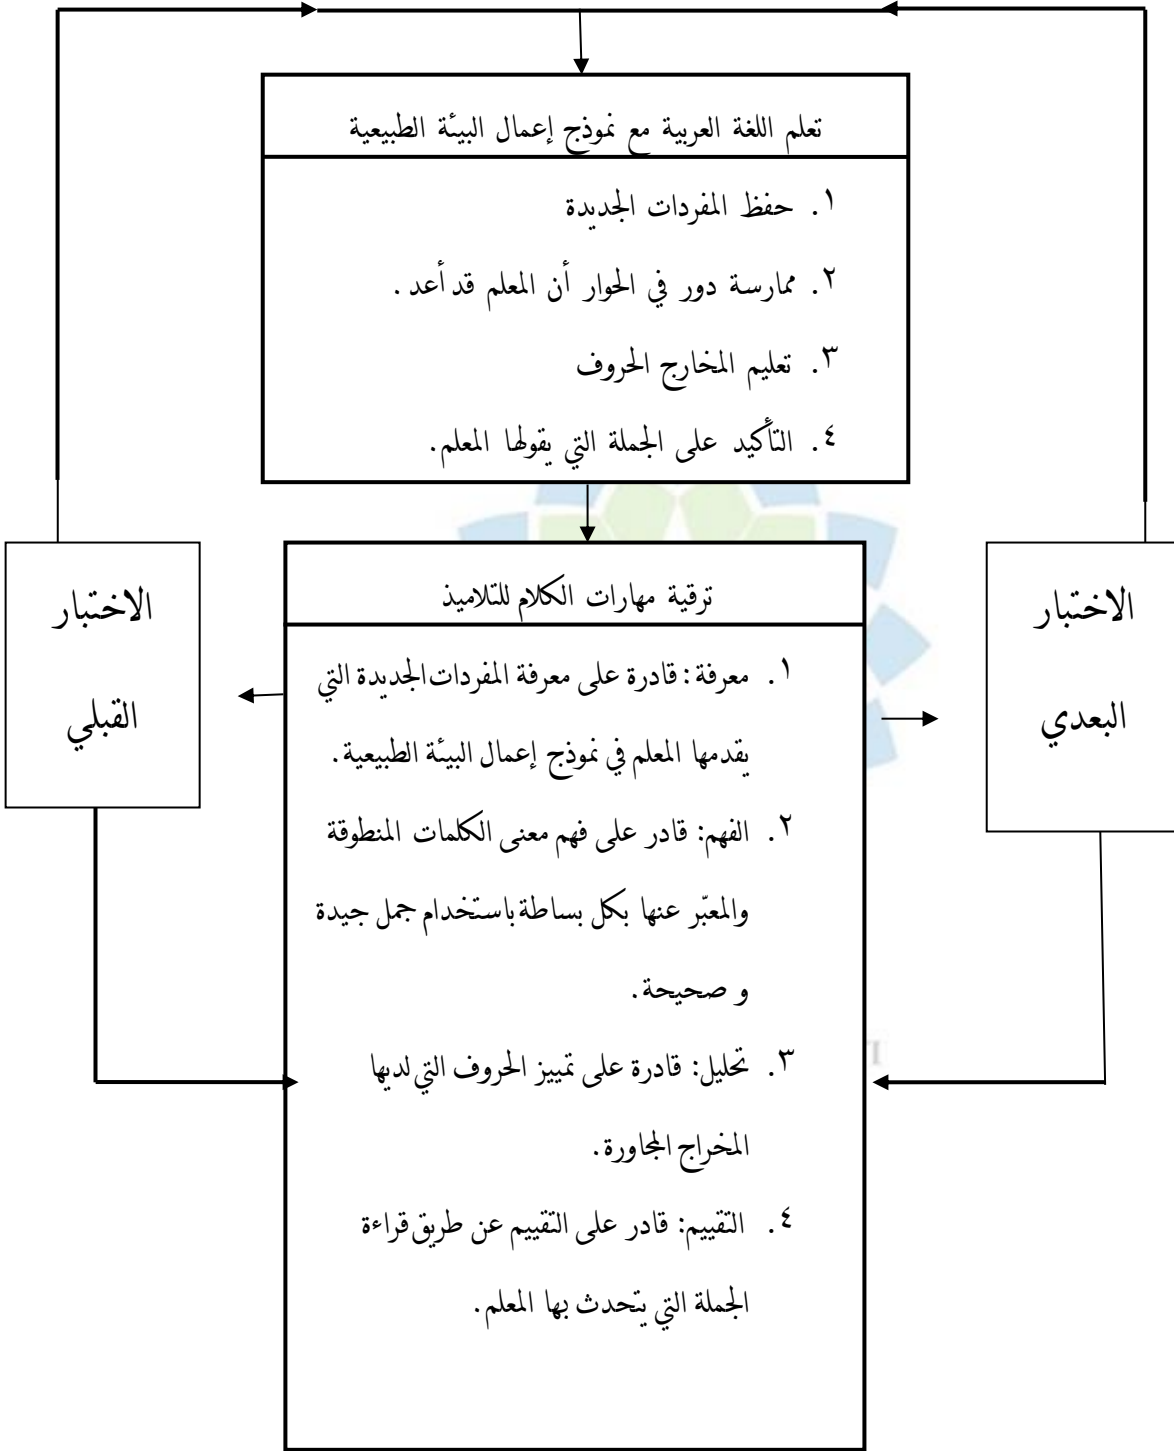 تعلم اللغة العربية مع نموذج إعمال البيئة الطبيعية
١. حفظ المفردات الجديدة
٢. ممارسة دور في الحوار أن المعلم قد أعد .
٣. تعليم المخارج الحروف
٤. التأكيد على الجملة التي يقولها المعلم.
الاختبار
البعدي
ترقية مهارات الكلام للتلاميذ
١. معرفة : قادرة على معرفة المفردات الجديدة التي
يقدمها المعلم في نموذج إعمال البيئة الطبيعية.
٢. الفهم: قادر على فهم معنى الكلمات المنطوقة
والمعبّر عنها بكل بساطة باستخدام جمل جيدة
و صحيحة.
٣. تحليل: قادرة على تمييز الحروف التي لديها
المخراج المجاورة.
٤. التقييم: قادر على التقييم عن طريق قراءة
الجملة التي يتحدث بها المعلم.
الاختبار
القبلي